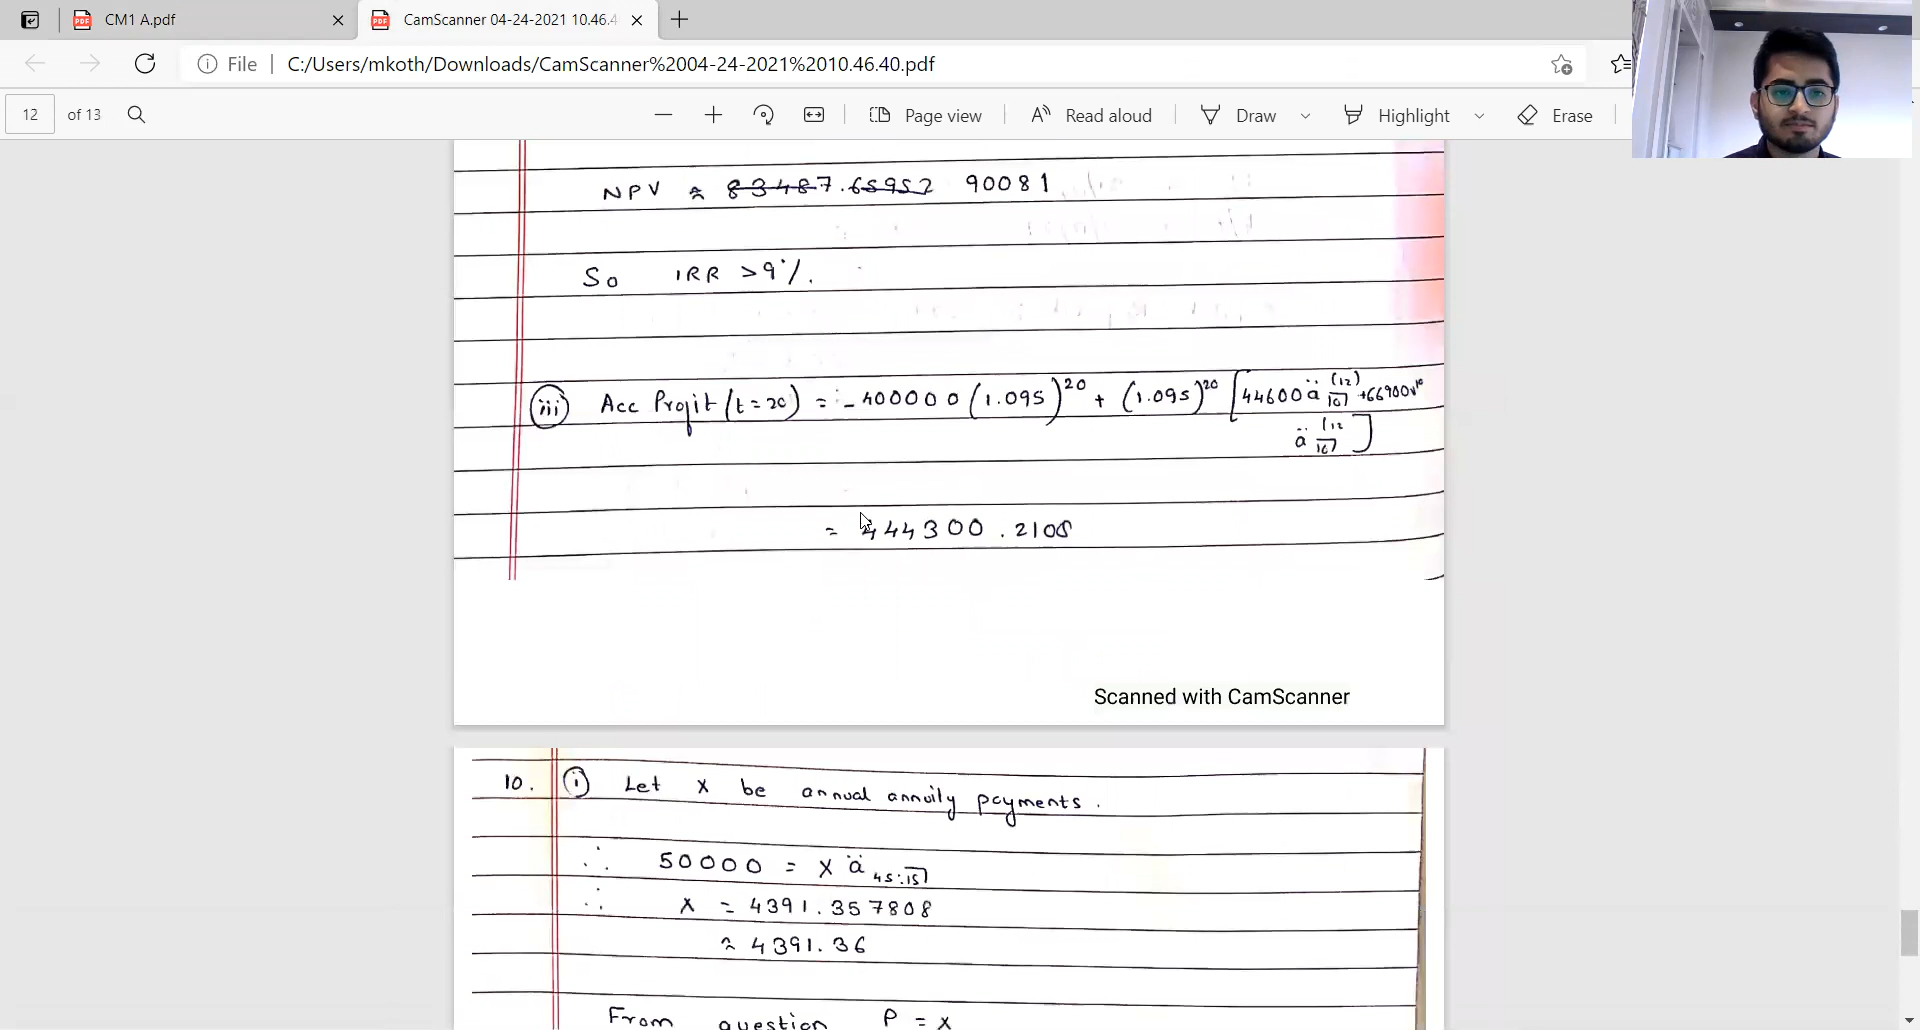 CM1 A.pdf
CamScanner 04-24-2021 10.46.4
File
C:/Users/mkoth/Downloads/CamScanner%2004-24-2021%2010.46.40.pdf
12 of 13
Page view
Read aloud
Draw
Highlight
Erase
NPV ≈ 83487.65952 90081
So IRR >9%.
(iii) Acc Profit (t=20) = -400000(1.095)^20 + (1.095)^20 [44600 ä (12) 10| +66900v^10
ä (12 10| ]
= 444300.2108
Scanned with CamScanner
10. (i) Let X be annual annuity payments.
∴ 50000 = X ä 45:15|
∴ X = 4391.357808
≈ 4391.36
From question P = X